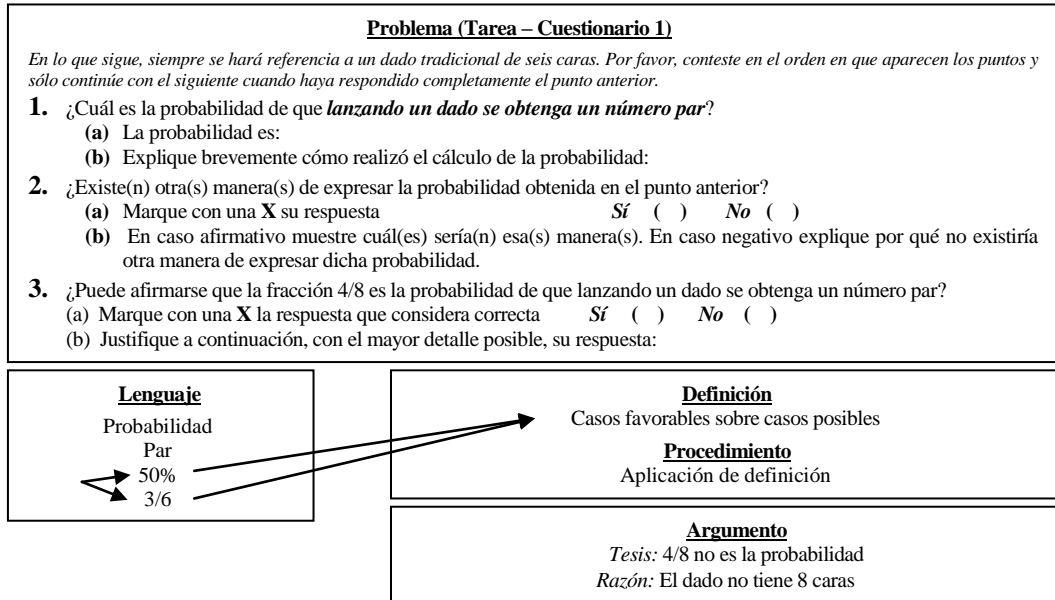 Problema (Tarea – Cuestionario 1)
En lo que sigue, siempre se hará referencia a un dado tradicional de seis caras. Por favor, conteste en el orden en que aparecen los puntos y
sólo continúe con el siguiente cuando haya respondido completamente el punto anterior.
1. ¿Cuál es la probabilidad de que lanzando un dado se obtenga un número par?
(a) La probabilidad es:
(b) Explique brevemente cómo realizó el cálculo de la probabilidad:
2. ¿Existe(n) otra(s) manera(s) de expresar la probabilidad obtenida en el punto anterior?
(a) Marque con una X su respuesta Sí ( ) No ( )
(b) En caso afirmativo muestre cuál(es) sería(n) esa(s) manera(s). En caso negativo explique por qué no existiría
otra manera de expresar dicha probabilidad.
3. ¿Puede afirmarse que la fracción 4/8 es la probabilidad de que lanzando un dado se obtenga un número par?
(a) Marque con una X la respuesta que considera correcta Sí ( ) No ( )
(b) Justifique a continuación, con el mayor detalle posible, su respuesta:
Lenguaje
Probabilidad
Par
50%
3/6
Definición
Casos favorables sobre casos posibles
Procedimiento
Aplicación de definición
Argumento
Tesis: 4/8 no es la probabilidad
Razón: El dado no tiene 8 caras